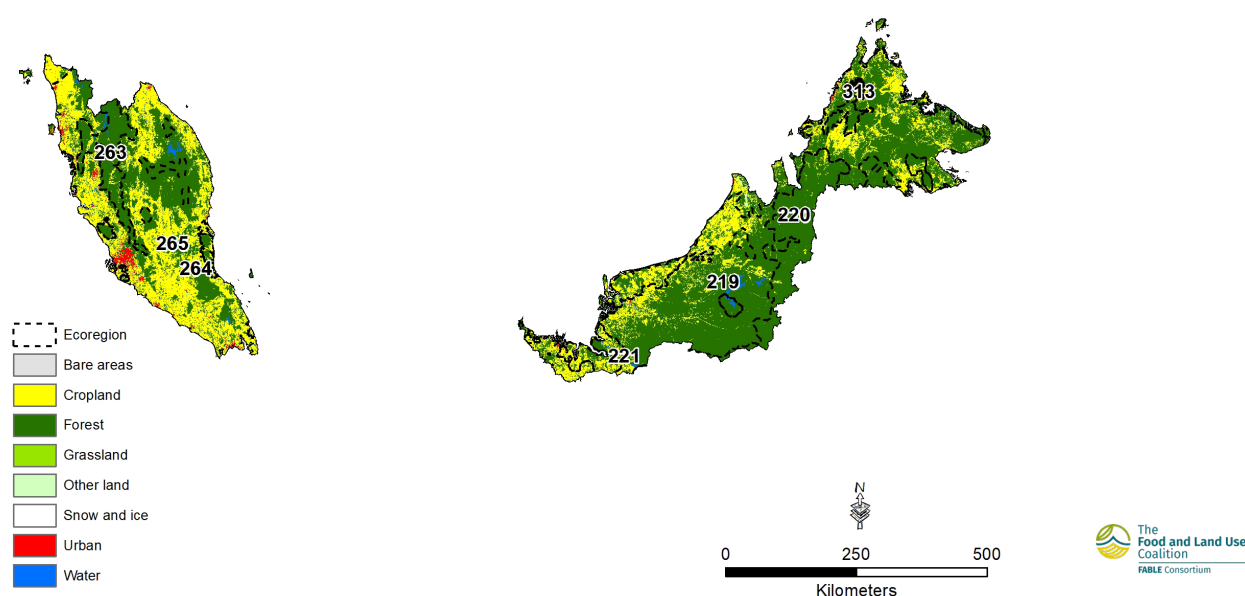 313
263
220
265
264
219
221
Ecoregion
Bare areas
Cropland
Forest
Grassland
Other land
Snow and ice
Urban
Water
N
0 250 500
Kilometers
The
Food and Land Use
Coalition
FABLE Consortium